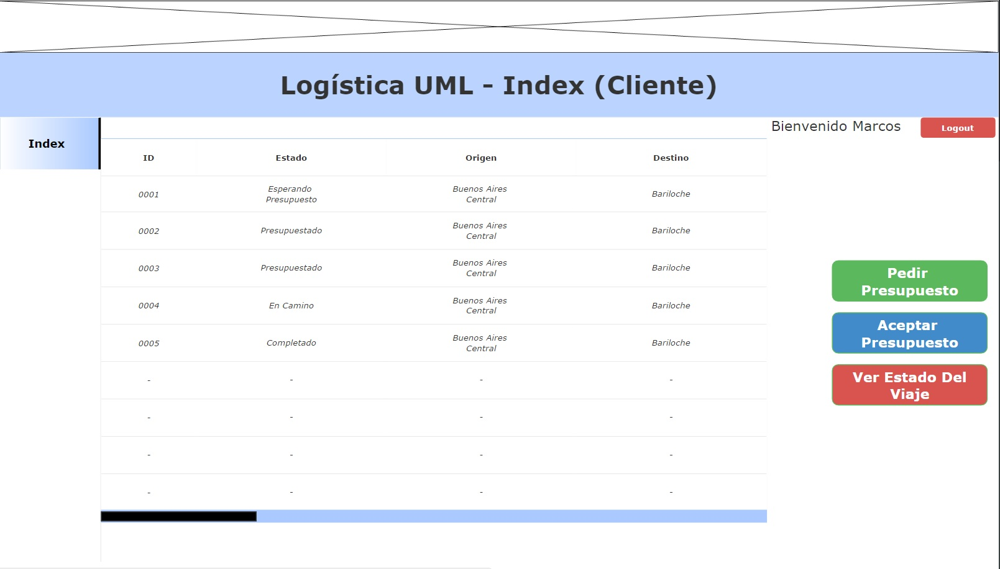 Logística UML - Index (Cliente)
Index
Bienvenido Marcos
Logout
ID Estado Origen Destino
0001 Esperando Presupuesto Buenos Aires Central Bariloche
0002 Presupuestado Buenos Aires Central Bariloche
0003 Presupuestado Buenos Aires Central Bariloche
0004 En Camino Buenos Aires Central Bariloche
0005 Completado Buenos Aires Central Bariloche
- - - -
- - - -
- - - -
- - - -
Pedir
Presupuesto
Aceptar
Presupuesto
Ver Estado Del
Viaje